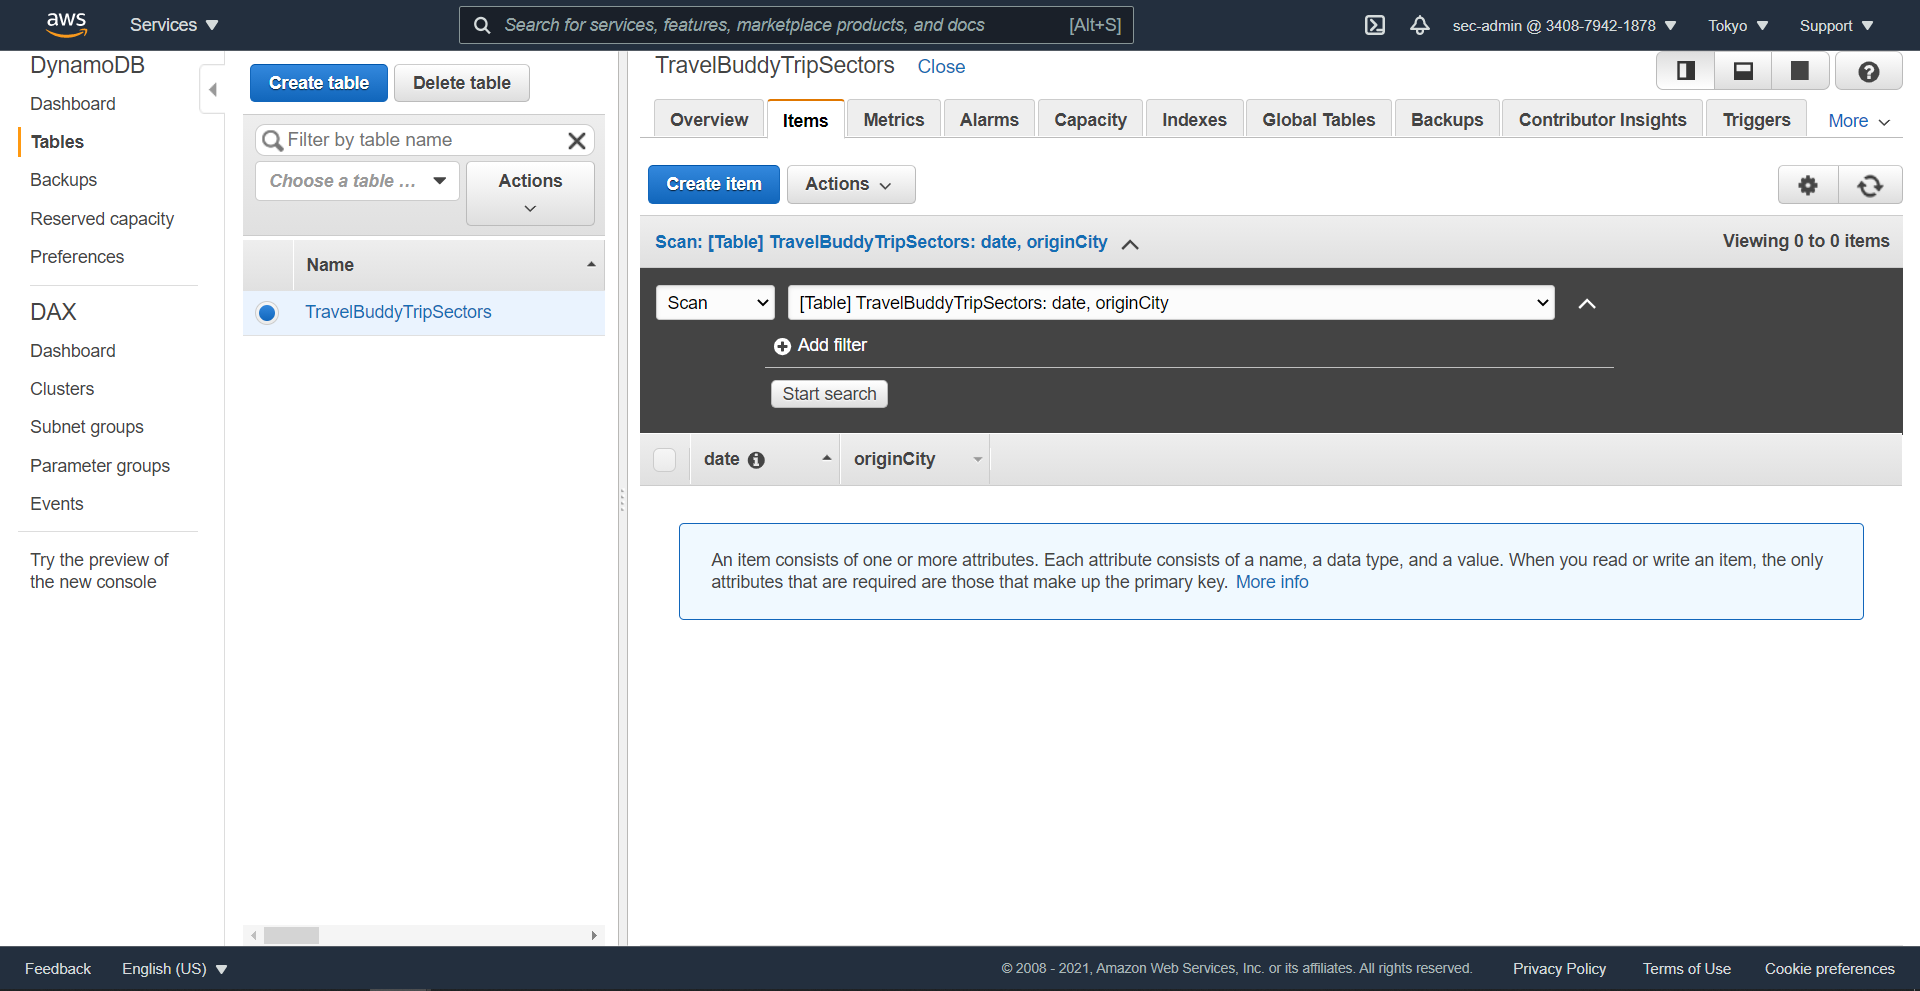 aws Services Search for services, features, marketplace products, and docs [Alt+S] sec-admin @ 3408-7942-1878 Tokyo Support
DynamoDB
Dashboard
Tables
Backups
Reserved capacity
Preferences
DAX
Dashboard
Clusters
Subnet groups
Parameter groups
Events
Try the preview of
the new console
Create table Delete table
Filter by table name
Choose a table ... Actions
Name
TravelBuddyTripSectors
TravelBuddyTripSectors Close
Overview Items Metrics Alarms Capacity Indexes Global Tables Backups Contributor Insights Triggers More
Create item Actions
Scan: [Table] TravelBuddyTripSectors: date, originCity Viewing 0 to 0 items
Scan [Table] TravelBuddyTripSectors: date, originCity
Add filter
Start search
date originCity
An item consists of one or more attributes. Each attribute consists of a name, a data type, and a value. When you read or write an item, the only
attributes that are required are those that make up the primary key. More info
Feedback English (US) © 2008 - 2021, Amazon Web Services, Inc. or its affiliates. All rights reserved. Privacy Policy Terms of Use Cookie preferences